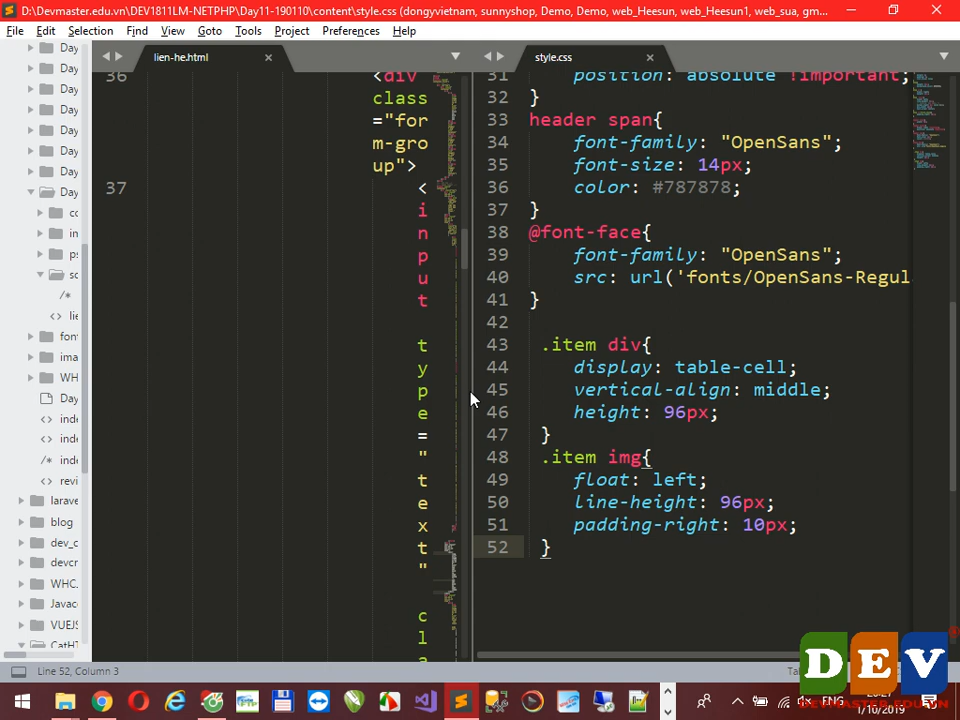 D:\Devmaster.edu.vn\DEV1811LM-NETPHP\Day11-190110\content\style.css (dongyvietnam, sunnyshop, Demo, Demo, web_Heesun, web_Heesun1, web_sua, gm...
File Edit Selection Find View Goto Tools Project Preferences Help
Day
Day
Day
Day
Day
Day
Day
Day
cc
im
ps
sc
/*
<> lie
font
ima
WH
Day
<> inde
<> inde
/* inde
<> revi
larave
blog
dev_c
devcr
WHC.
Javac
VUEJS
CatHT
lien-he.html
36 <div
class
="for
m-gro
up">
37 <
i
n
p
u
t
t
y
p
e
=
"
t
e
x
t
"
c
l
a
style.css
31 position: absolute !important;
32 }
33 header span{
34 font-family: "OpenSans";
35 font-size: 14px;
36 color: #787878;
37 }
38 @font-face{
39 font-family: "OpenSans";
40 src: url('fonts/OpenSans-Regul
41 }
42
43 .item div{
44 display: table-cell;
45 vertical-align: middle;
46 height: 96px;
47 }
48 .item img{
49 float: left;
50 line-height: 96px;
51 padding-right: 10px;
52 }
Line 52, Column 3
Ta
DEV
ENG
1/10/2019